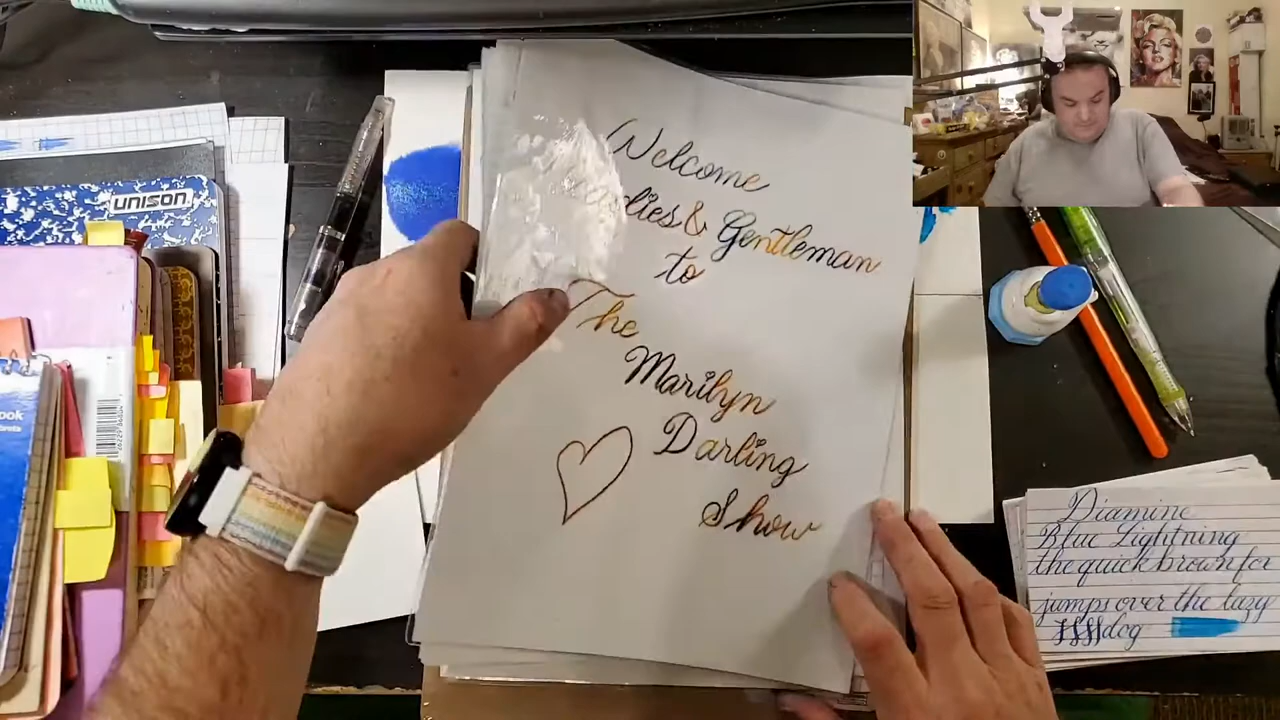 Welcome
& Gentleman
to
The
Marilyn
Darling
Show
UNISON.
Diamine
Blue Lightning
the quick brown fox
jumps over the lazy
dog